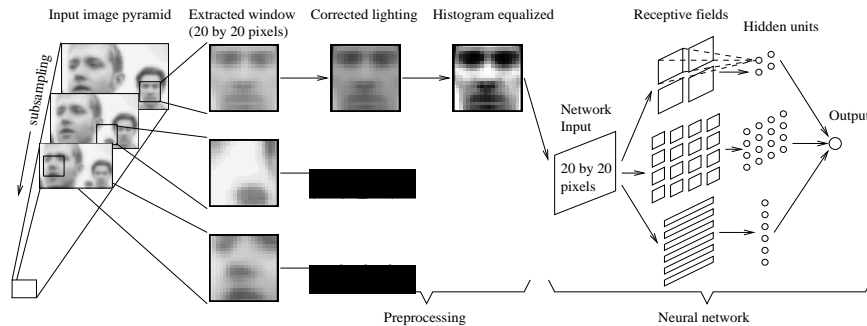 Input image pyramid
Extracted window
(20 by 20 pixels)
Corrected lighting
Histogram equalized
Receptive fields
Hidden units
subsampling
Network
Input
Output
20 by 20
pixels
Preprocessing
Neural network